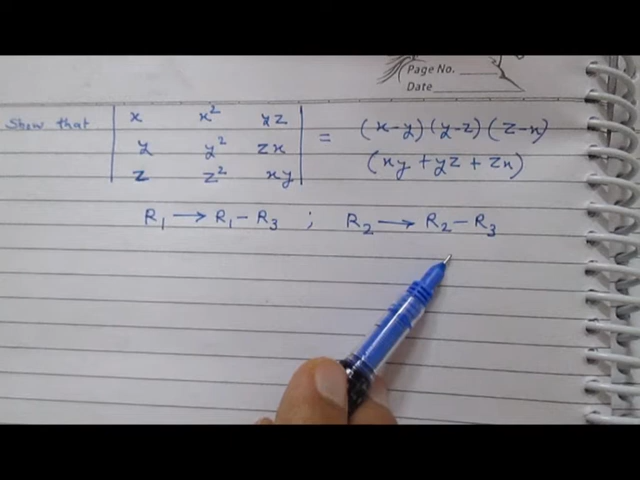 Page No.
Date
Show that | x x² yz | = (x-y) (y-z) (z-x)
| y y² zx | (xy + yz + zx)
| z z² xy |
R₁ → R₁ - R₃ ; R₂ → R₂ - R₃